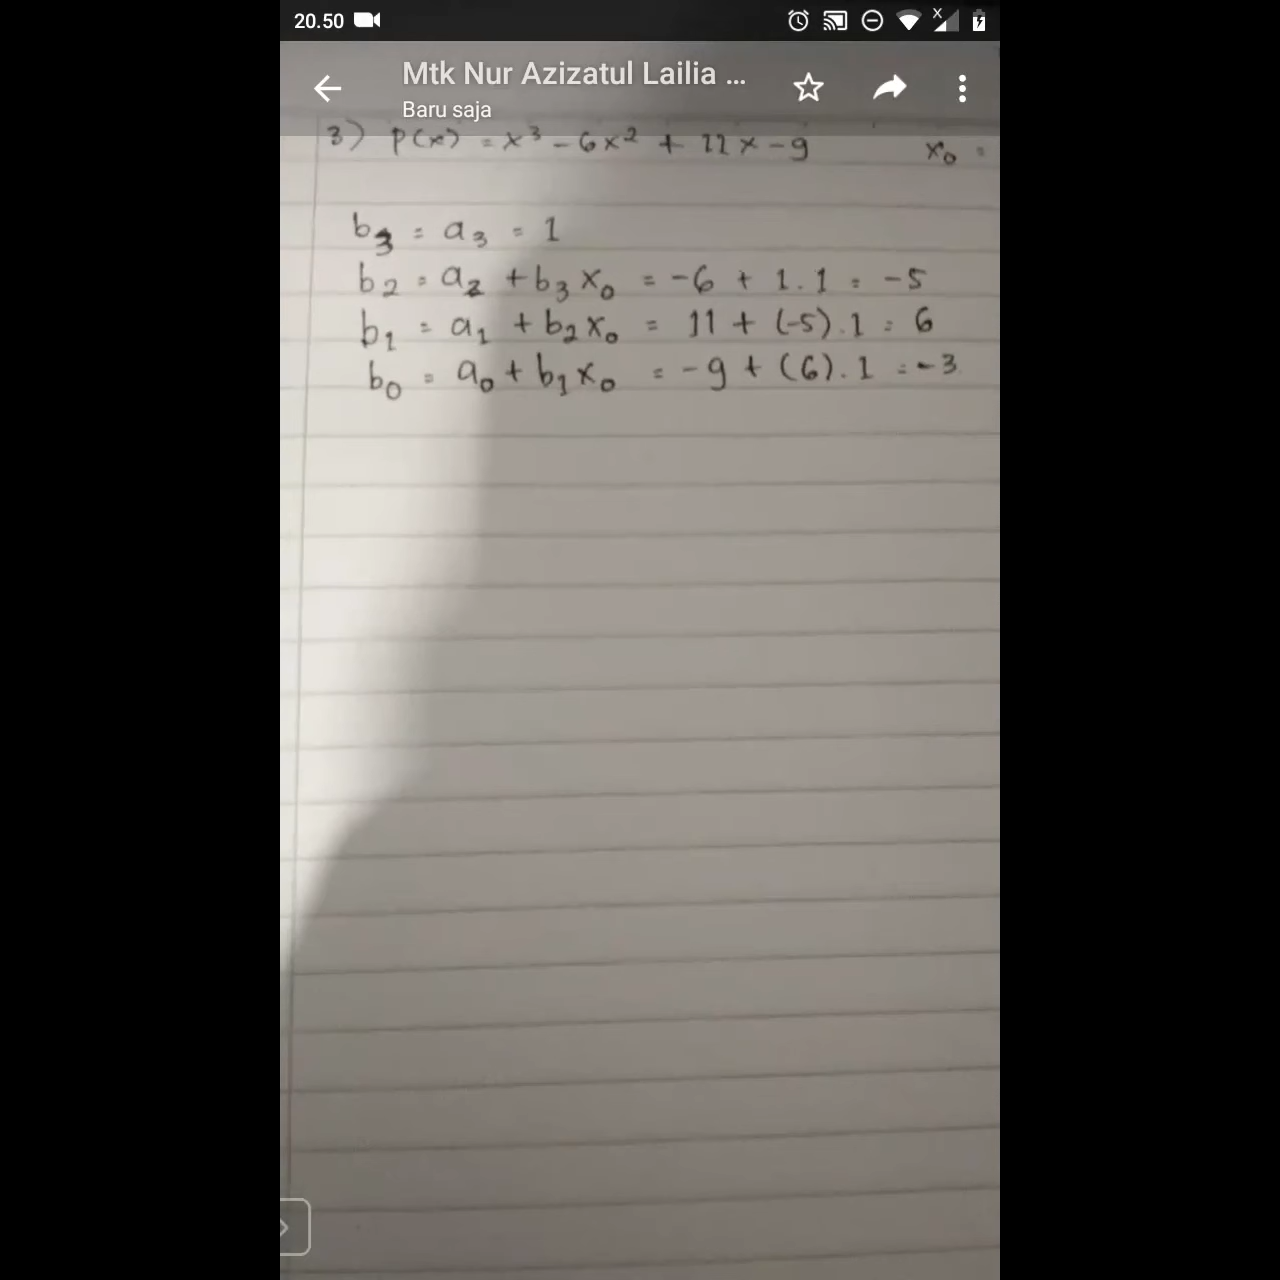 20.50
Mtk Nur Azizatul Lailia ...
Baru saja
3) P(x) = x³ - 6x² + 11x - 9 x₀ =
b₃ = a₃ = 1
b₂ = a₂ + b₃x₀ = -6 + 1.1 = -5
b₁ = a₁ + b₂x₀ = 11 + (-5).1 = 6
b₀ = a₀ + b₁x₀ = -9 + (6).1 = -3